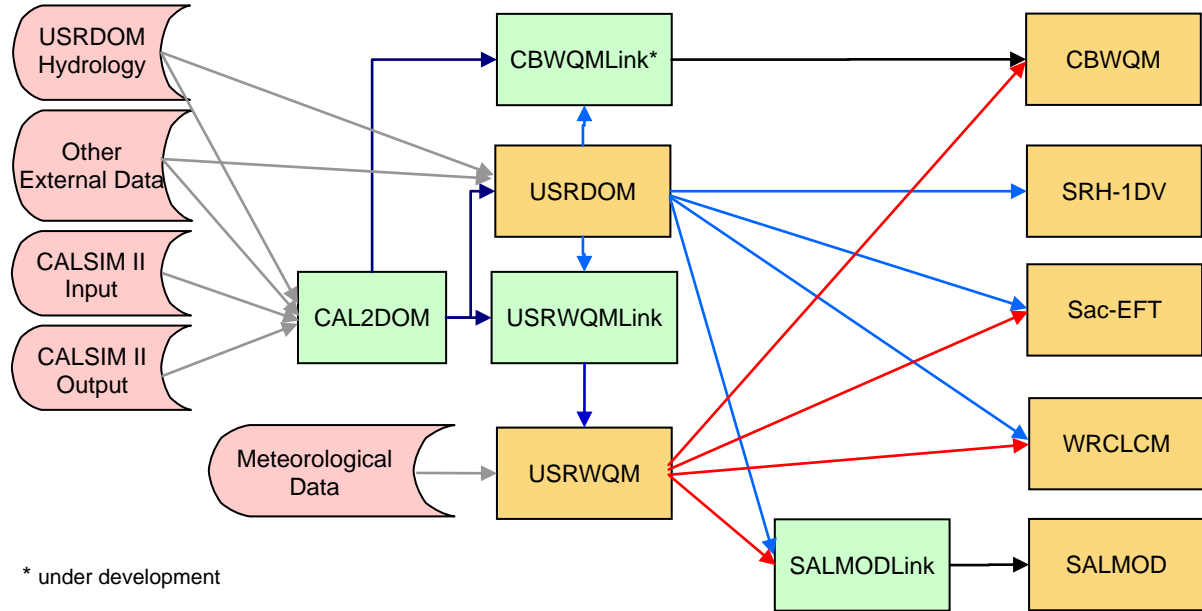 USRDOM
Hydrology
CBWQMLink*
CBWQM
Other
External Data
USRDOM
SRH-1DV
CALSIM II
Input
CAL2DOM
USRWQMLink
Sac-EFT
CALSIM II
Output
Meteorological
Data
USRWQM
WRCLCM
SALMODLink
SALMOD
* under development